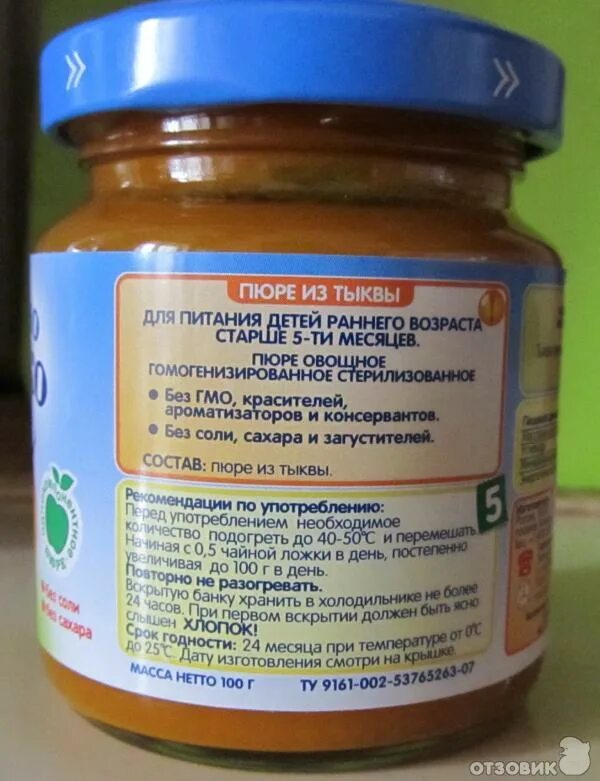 ПЮРЕ ИЗ ТЫКВЫ
ДЛЯ ПИТАНИЯ ДЕТЕЙ РАННЕГО ВОЗРАСТА
СТАРШЕ 5-ТИ МЕСЯЦЕВ.
ПЮРЕ ОВОЩНОЕ
ГОМОГЕНИЗИРОВАННОЕ СТЕРИЛИЗОВАННОЕ
• Без ГМО, красителей,
ароматизаторов и консервантов.
• Без соли, сахара и загустителей.
СОСТАВ: пюре из тыквы.
Рекомендации по употреблению:
Перед употреблением необходимое
количество подогреть до 40-50°С и перемешать.
Начиная с 0,5 чайной ложки в день, постепенно
увеличивая до 100 г в день.
Повторно не разогревать.
Вскрытую банку хранить в холодильнике не более
24 часов. При первом вскрытии должен быть ясно
слышен ХЛОПОК!
Срок годности: 24 месяца при температуре от 0°С
до 25°С. Дату изготовления смотри на крышке.
5
МАССА НЕТТО 100 г
ТУ 9161-002-53765263-07
без соли
без сахара
ОТЗОВИК